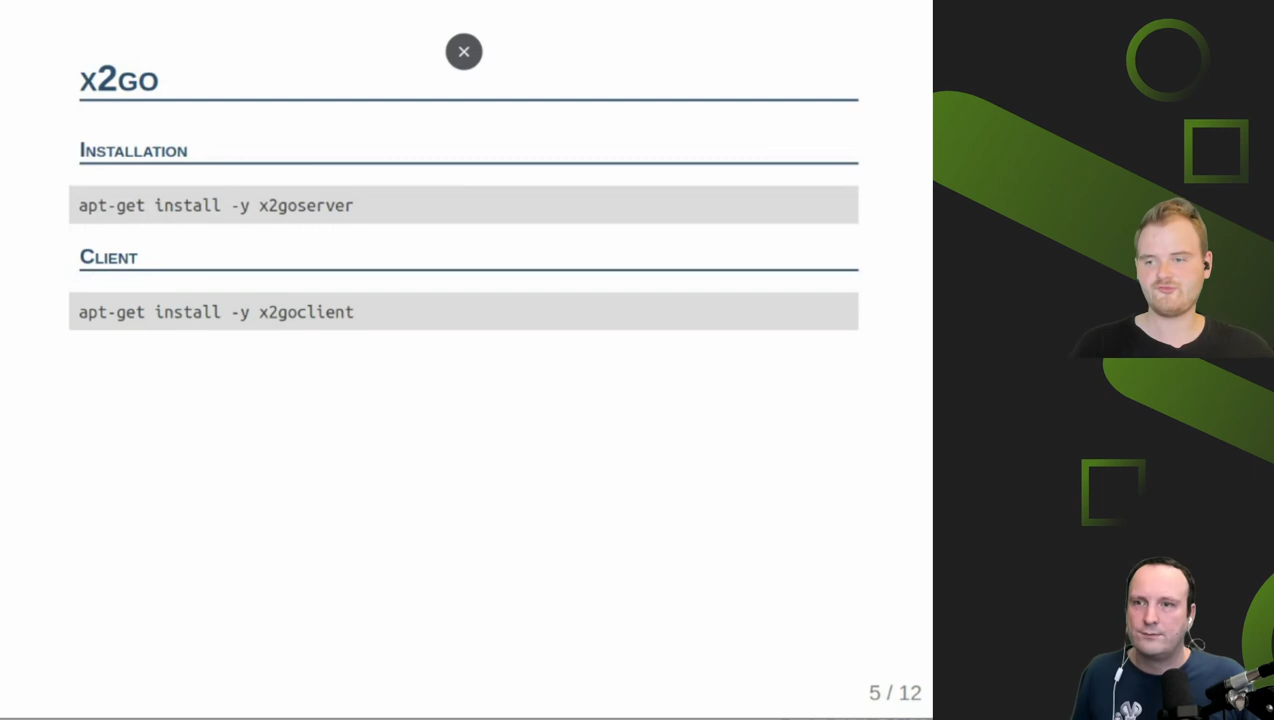 x2go
Installation
apt-get install -y x2goserver
Client
apt-get install -y x2goclient
5 / 12